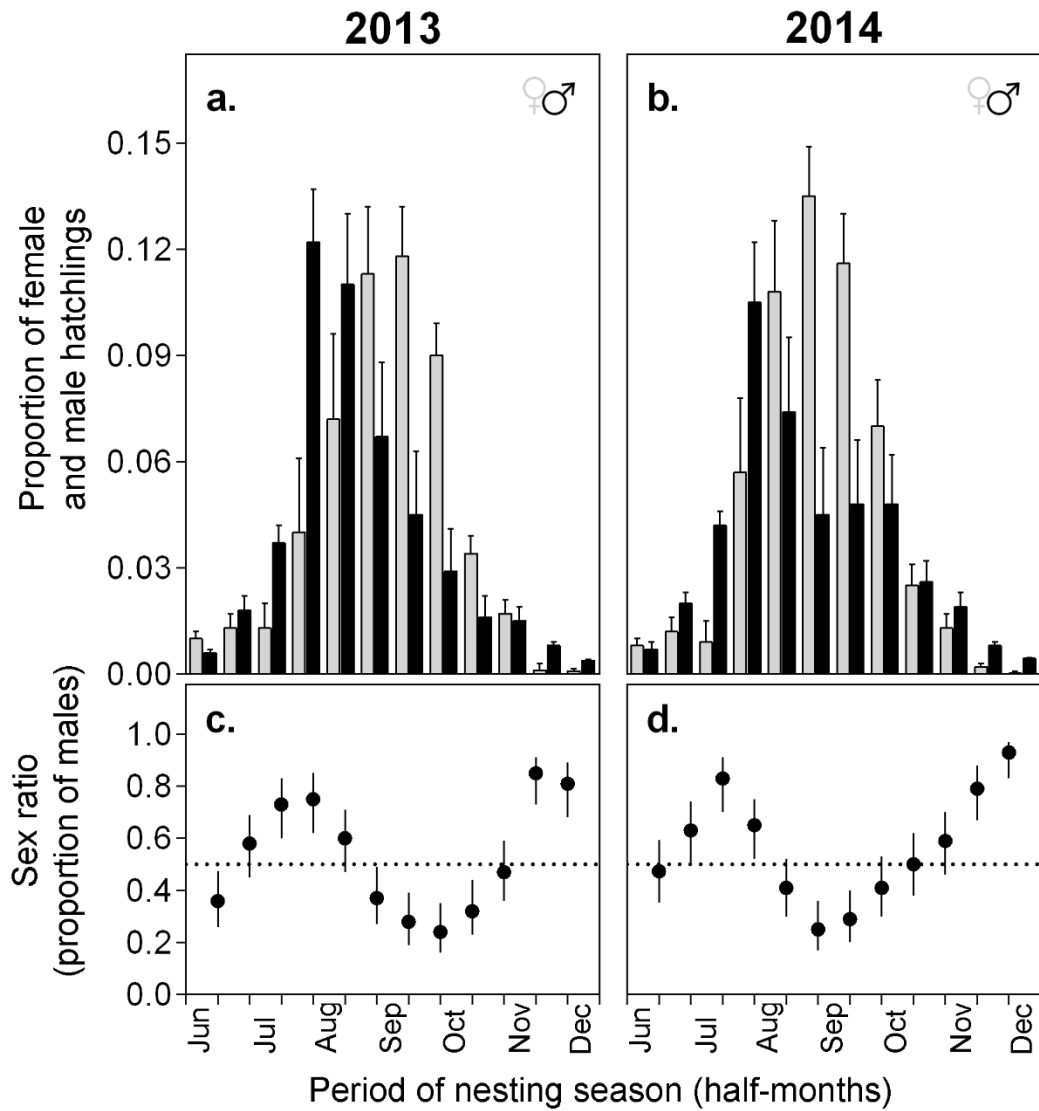 2013
2014
a.
♀♂
b.
♀♂
Proportion of female
and male hatchlings
0.15
0.12
0.09
0.06
0.03
0.00
c.
d.
Sex ratio
(proportion of males)
1.0
0.8
0.6
0.4
0.2
0.0
Jun
Jul
Aug
Sep
Oct
Nov
Dec
Jun
Jul
Aug
Sep
Oct
Nov
Dec
Period of nesting season (half-months)